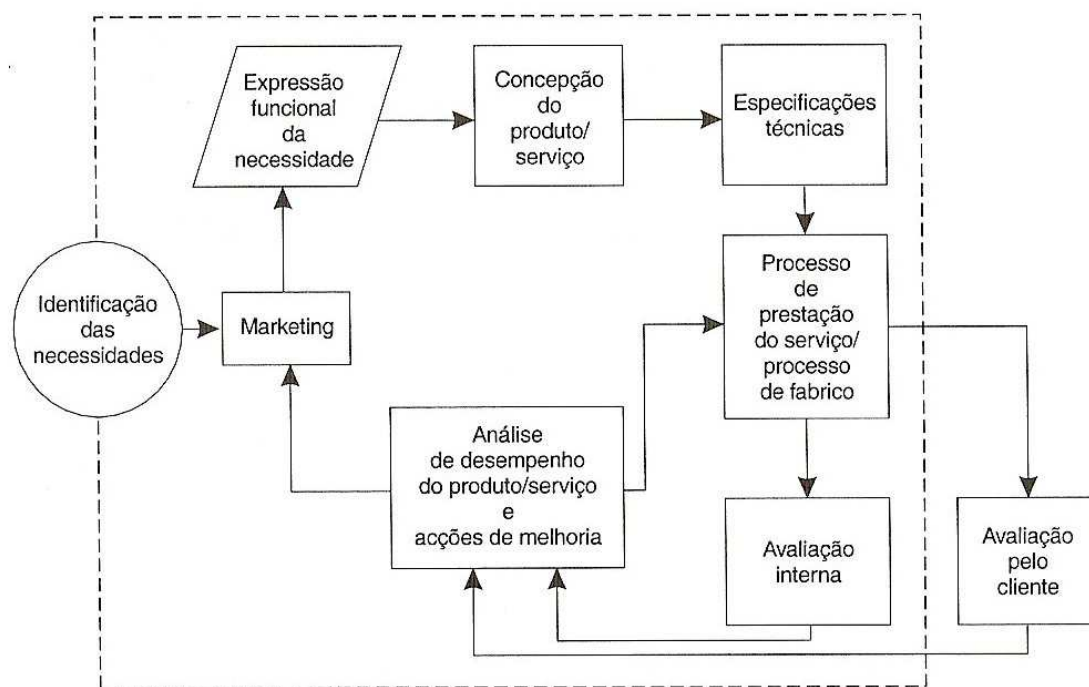 Expressão
funcional
da
necessidade
Concepção
do
produto/
serviço
Especificações
técnicas
Identificação
das
necessidades
Marketing
Processo
de
prestação
do serviço/
processo
de fabrico
Análise
de desempenho
do produto/serviço
e
acções de melhoria
Avaliação
interna
Avaliação
pelo
cliente